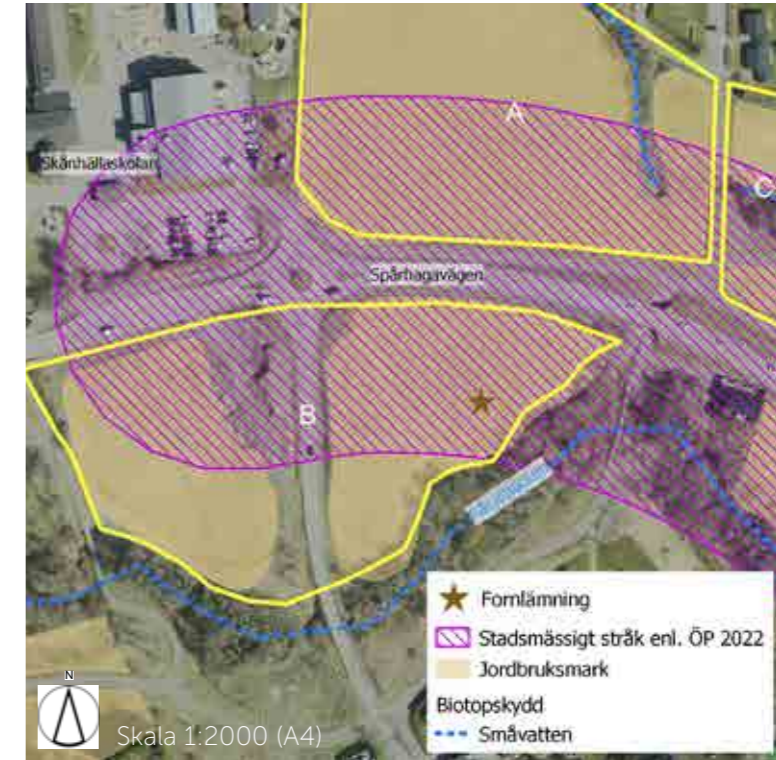 A
Skånhällaskolan
C
Spårhagavägen
B
Fornlämning
Stadsmässigt stråk enl. ÖP 2022
Jordbruksmark
Biotopskydd
Småvatten
N
Skala 1:2000 (A4)